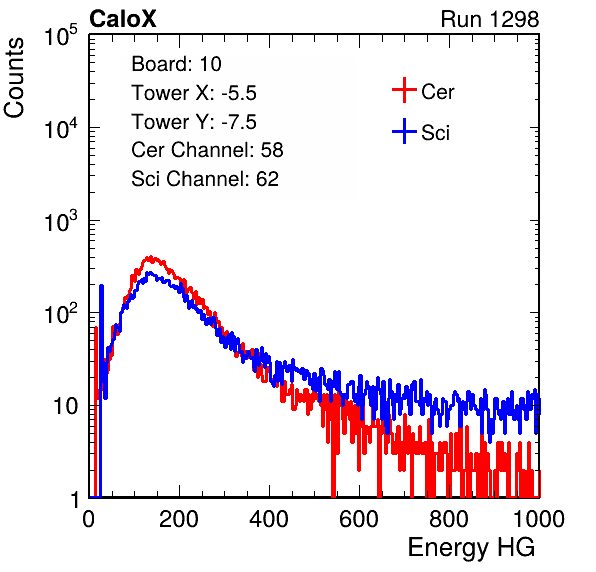 CaloX Run 1298
Counts
Board: 10
Tower X: -5.5
Tower Y: -7.5
Cer Channel: 58
Sci Channel: 62
Cer
Sci
10^5
10^4
10^3
10^2
10
1
0 200 400 600 800 1000
Energy HG